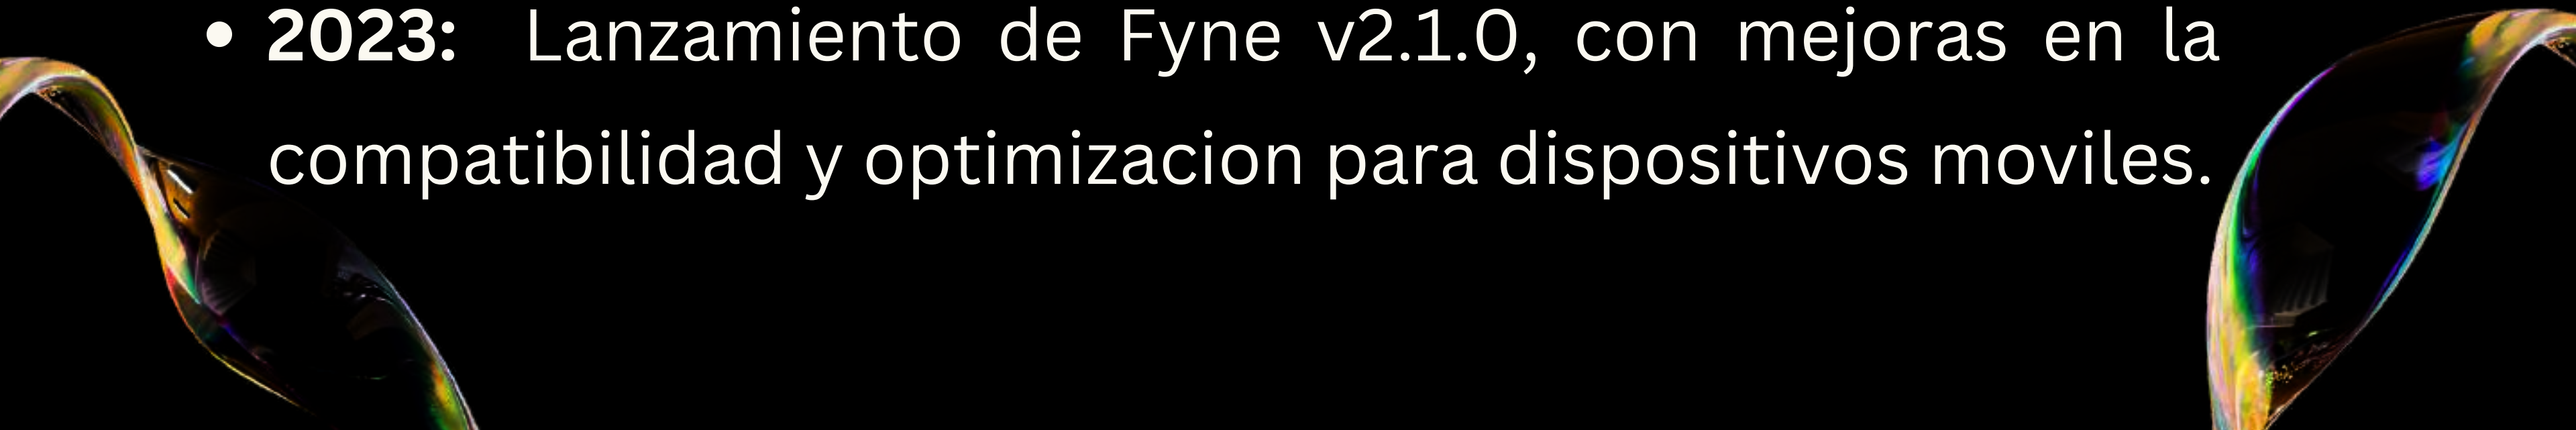 • 2023: Lanzamiento de Fyne v2.1.0, con mejoras en la
compatibilidad y optimizacion para dispositivos moviles.